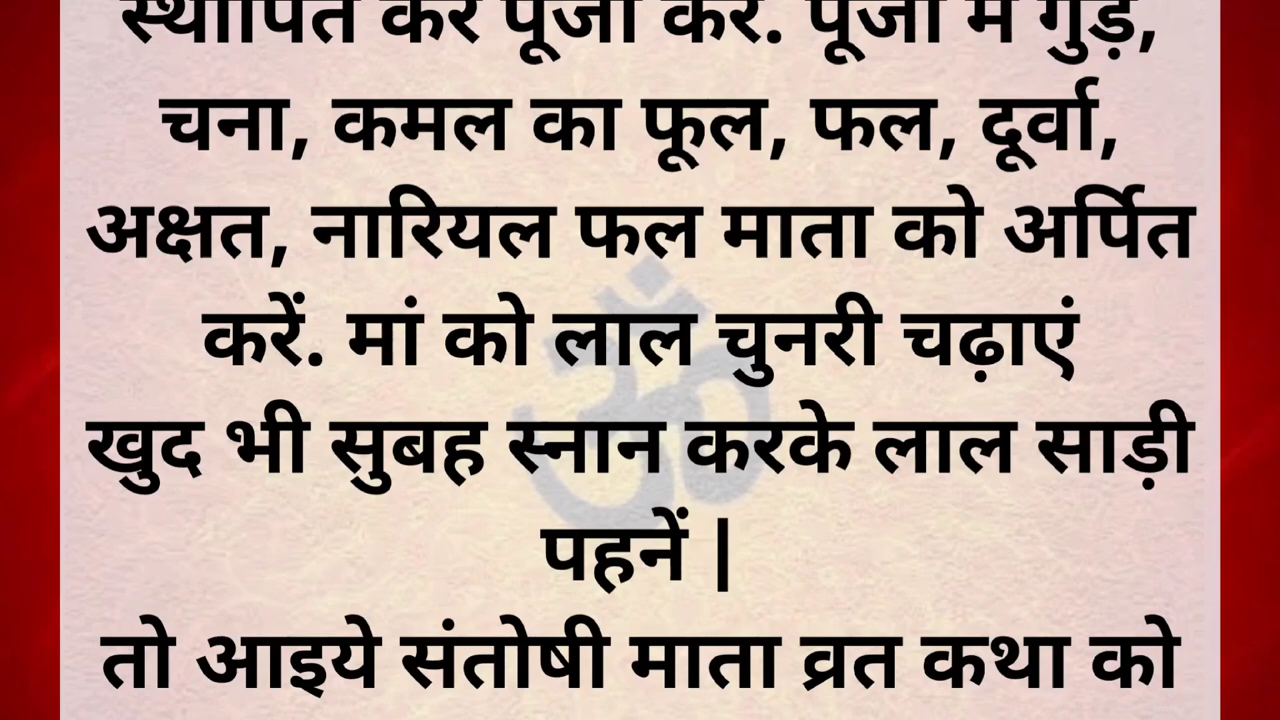 स्थापित कर पूजा करें. पूजा में गुड़,
चना, कमल का फूल, फल, दूर्वा,
अक्षत, नारियल फल माता को अर्पित
करें. मां को लाल चुनरी चढ़ाएं
खुद भी सुबह स्नान करके लाल साड़ी
पहनें |
तो आइये संतोषी माता व्रत कथा को